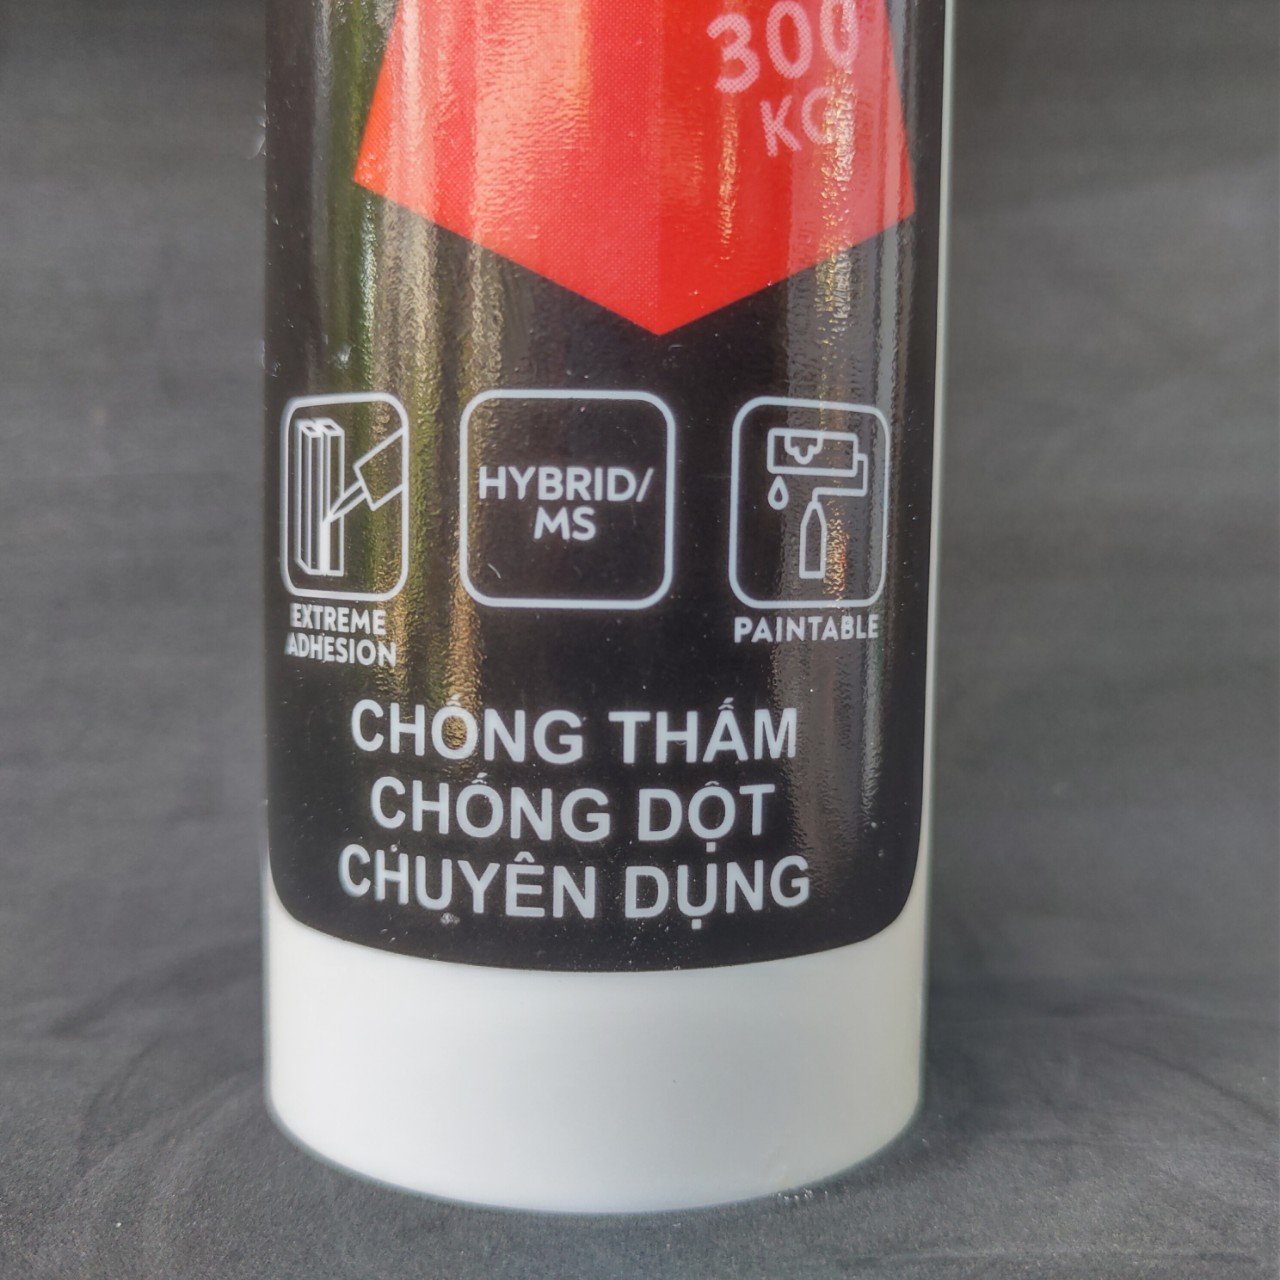 300
KG
HYBRID/
MS
EXTREME
ADHESION
PAINTABLE
CHỐNG THẤM
CHỐNG DỘT
CHUYÊN DỤNG